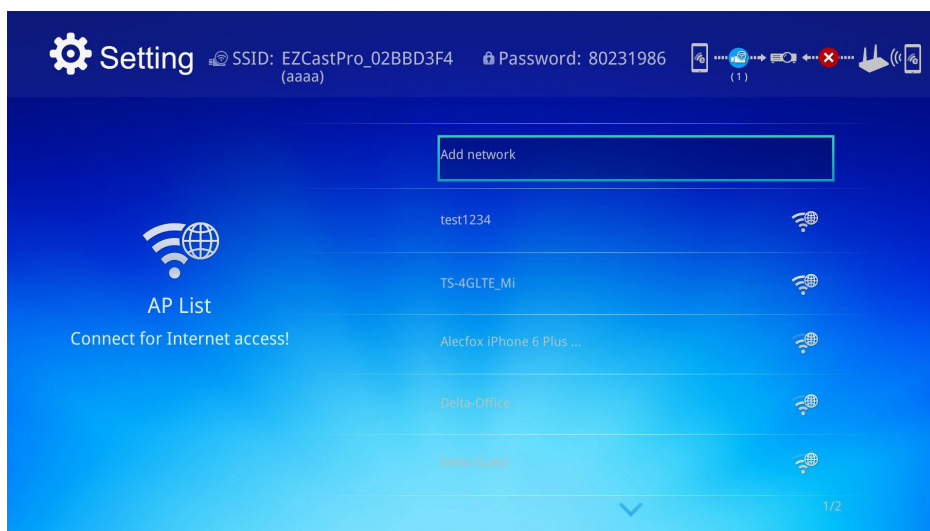 Setting
SSID: EZCastPro_02BBD3F4
(aaaa)
Password: 80231986
(1)
Add network
test1234
TS-4GLTE_Mi
AP List
Connect for Internet access!
Alecfox iPhone 6 Plus ...
Delta-Office
1/2